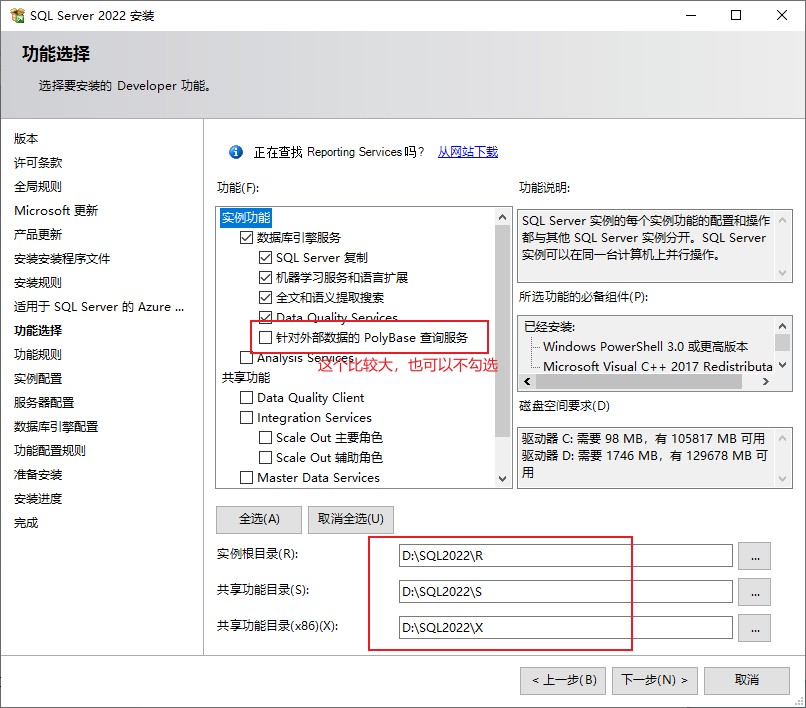 SQL Server 2022 安装
功能选择
选择要安装的 Developer 功能。
版本
许可条款
全局规则
Microsoft 更新
产品更新
安装安装程序文件
安装规则
适用于 SQL Server 的 Azure ...
功能选择
功能规则
实例配置
服务器配置
数据库引擎配置
功能配置规则
准备安装
安装进度
完成
正在查找 Reporting Services 吗? 从网站下载
功能(F):
实例功能
数据库引擎服务
SQL Server 复制
机器学习服务和语言扩展
全文和语义提取搜索
Data Quality Services
针对外部数据的 PolyBase 查询服务
Analysis Services
这个比较大，也可以不勾选
共享功能
Data Quality Client
Integration Services
Scale Out 主要角色
Scale Out 辅助角色
Master Data Services
功能说明:
SQL Server 实例的每个实例功能的配置和操作
都与其他 SQL Server 实例分开。SQL Server
实例可以在同一台计算机上并行操作。
所选功能的必备组件(P):
已经安装:
Windows PowerShell 3.0 或更高版本
Microsoft Visual C++ 2017 Redistributa
磁盘空间要求(D)
驱动器 C: 需要 98 MB，有 105817 MB 可用
驱动器 D: 需要 1746 MB，有 129678 MB 可
用
全选(A) 取消全选(U)
实例根目录(R): D:\SQL2022\R ...
共享功能目录(S): D:\SQL2022\S ...
共享功能目录(x86)(X): D:\SQL2022\X ...
< 上一步(B) 下一步(N) > 取消